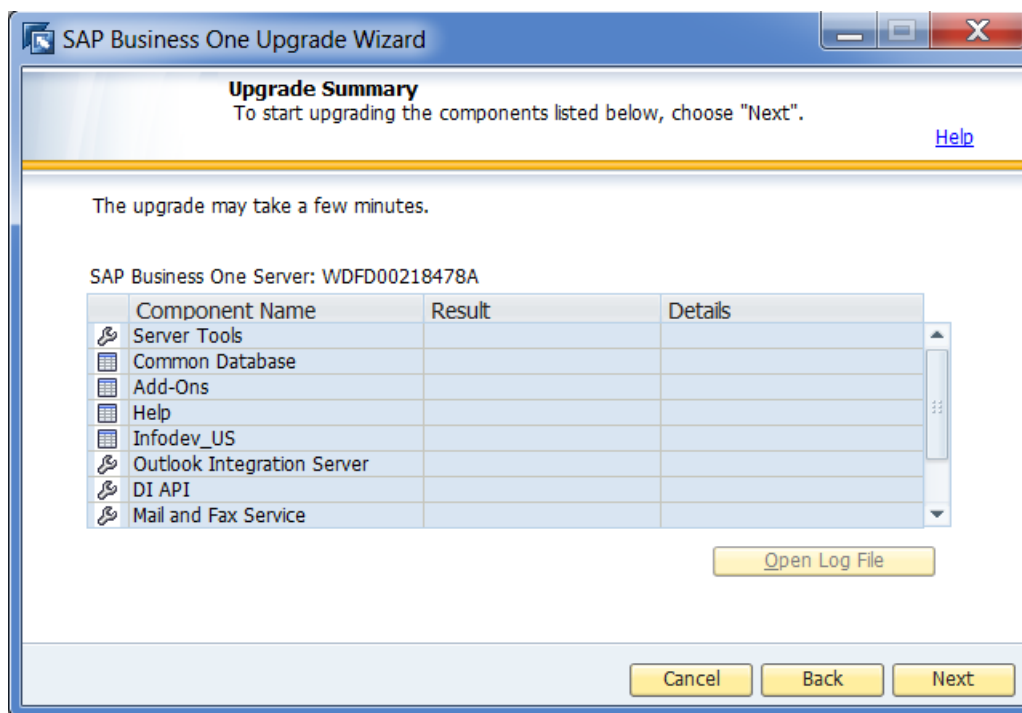 SAP Business One Upgrade Wizard
X
Upgrade Summary
To start upgrading the components listed below, choose "Next".
Help
The upgrade may take a few minutes.
SAP Business One Server: WDFD00218478A
Component Name Result Details
Server Tools
Common Database
Add-Ons
Help
Infodev_US
Outlook Integration Server
DI API
Mail and Fax Service
Open Log File
Cancel Back Next